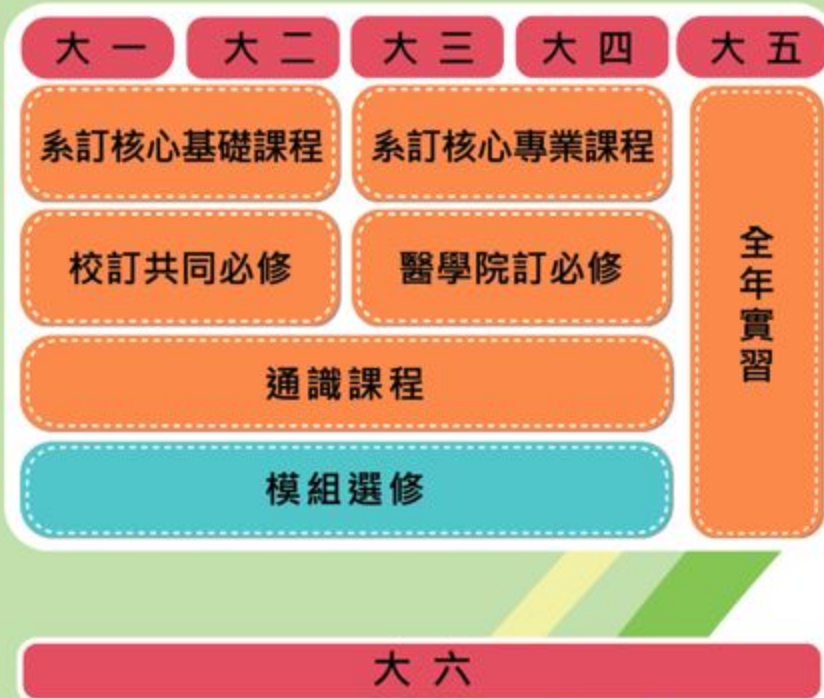 大一
大二
大三
大四
大五
系訂核心基礎課程
系訂核心專業課程
校訂共同必修
醫學院訂必修
通識課程
模組選修
全年實習
大六